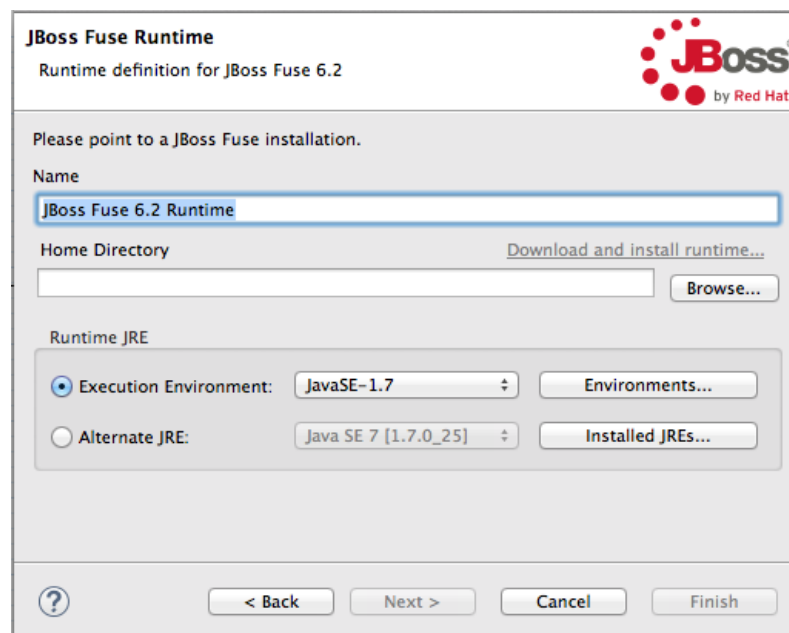 JBoss Fuse Runtime
Runtime definition for JBoss Fuse 6.2
JBoss
by Red Hat
Please point to a JBoss Fuse installation.
Name
JBoss Fuse 6.2 Runtime
Home Directory Download and install runtime...
Browse...
Runtime JRE
Execution Environment: JavaSE-1.7 Environments...
Alternate JRE: Java SE 7 [1.7.0_25] Installed JREs...
? < Back Next > Cancel Finish